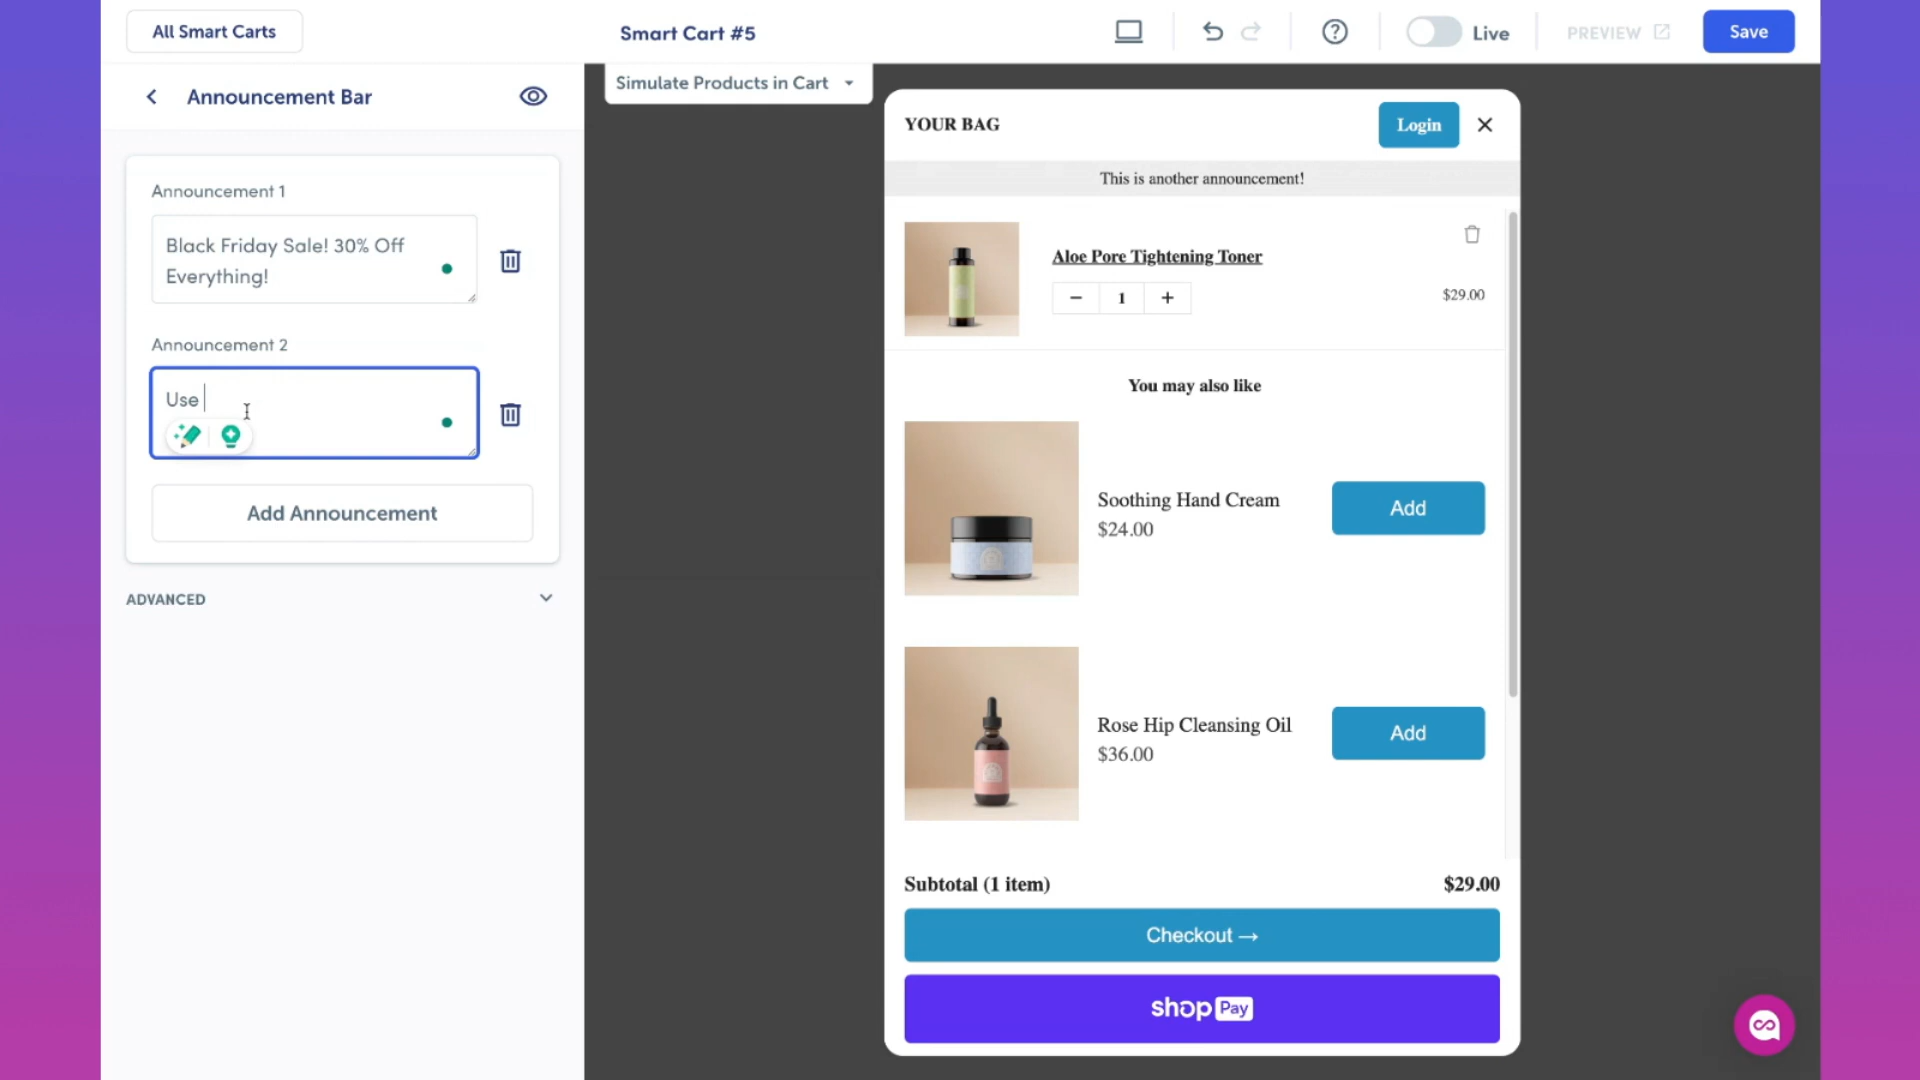 All Smart Carts
Smart Cart #5
Live
PREVIEW
Save
Announcement Bar
Simulate Products in Cart
Announcement 1
Black Friday Sale! 30% Off
Everything!
Announcement 2
Use
Add Announcement
ADVANCED
YOUR BAG
Login
This is another announcement!
Aloe Pore Tightening Toner
− 1 +
$29.00
You may also like
Soothing Hand Cream
$24.00
Add
Rose Hip Cleansing Oil
$36.00
Add
Subtotal (1 item) $29.00
Checkout →
shop Pay